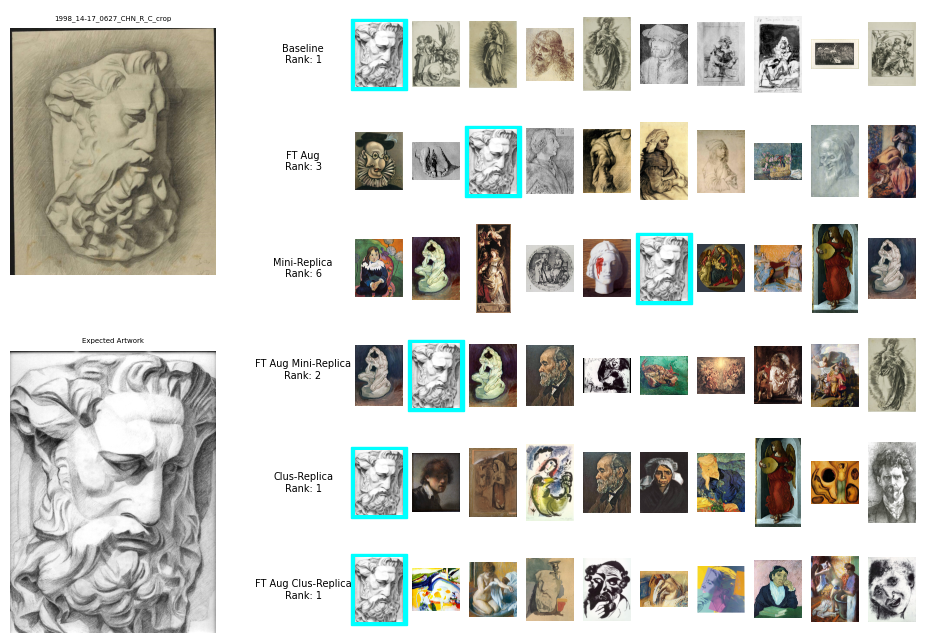 1998_14-17_0627_CHN_R_C_crop
Baseline
Rank: 1
FT Aug
Rank: 3
Mini-Replica
Rank: 6
Expected Artwork
FT Aug Mini-Replica
Rank: 2
Clus-Replica
Rank: 1
FT Aug Clus-Replica
Rank: 1